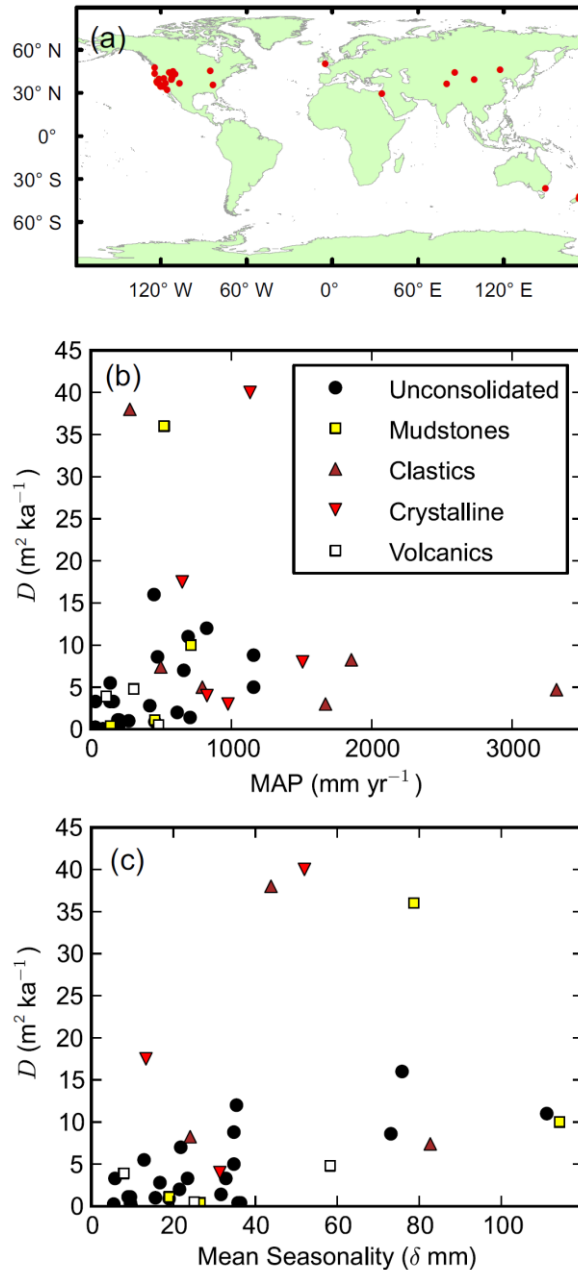 (a)
60° N
30° N
0°
30° S
60° S
120° W 60° W 0° 60° E 120° E
(b)
45
40
35
30
25
20
15
10
5
0
D (m² ka⁻¹)
Unconsolidated
Mudstones
Clastics
Crystalline
Volcanics
0 1000 2000 3000
MAP (mm yr⁻¹)
(c)
45
40
35
30
25
20
15
10
5
0
D (m² ka⁻¹)
0 20 40 60 80 100
Mean Seasonality (δ mm)